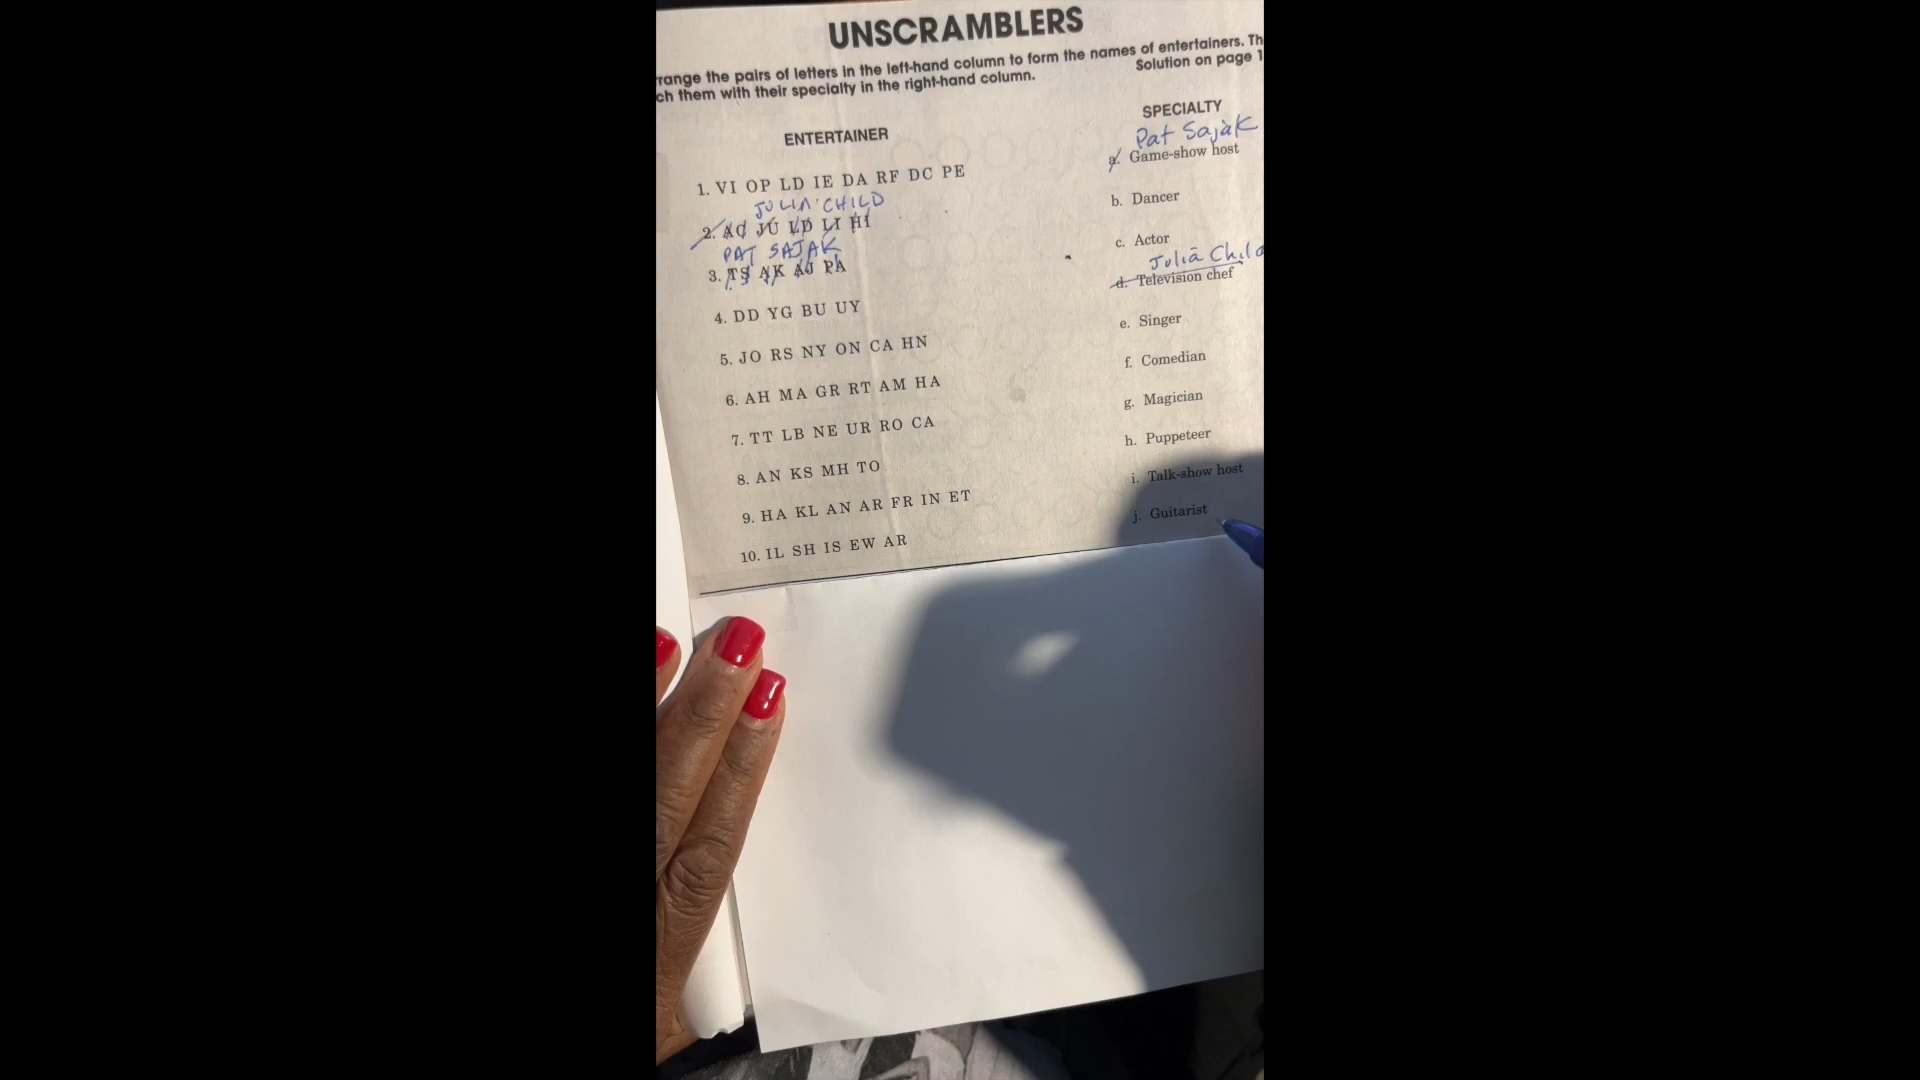 UNSCRAMBLERS
range the pairs of letters in the left-hand column to form the names of entertainers. Th
ch them with their specialty in the right-hand column.
Solution on page 1
ENTERTAINER
SPECIALTY
Pat Sajak
1. VI OP LD IE DA RF DC PE
a. Game-show host
JULIA CHILD
2. AC JU LD LI HI
b. Dancer
PAT SAJAK
3. TS AK AJ PA
c. Actor
Julia Child
4. DD YG BU UY
d. Television chef
5. JO RS NY ON CA HN
e. Singer
6. AH MA GR RT AM HA
f. Comedian
7. TT LB NE UR RO CA
g. Magician
8. AN KS MH TO
h. Puppeteer
9. HA KL AN AR FR IN ET
i. Talk-show host
10. IL SH IS EW AR
j. Guitarist